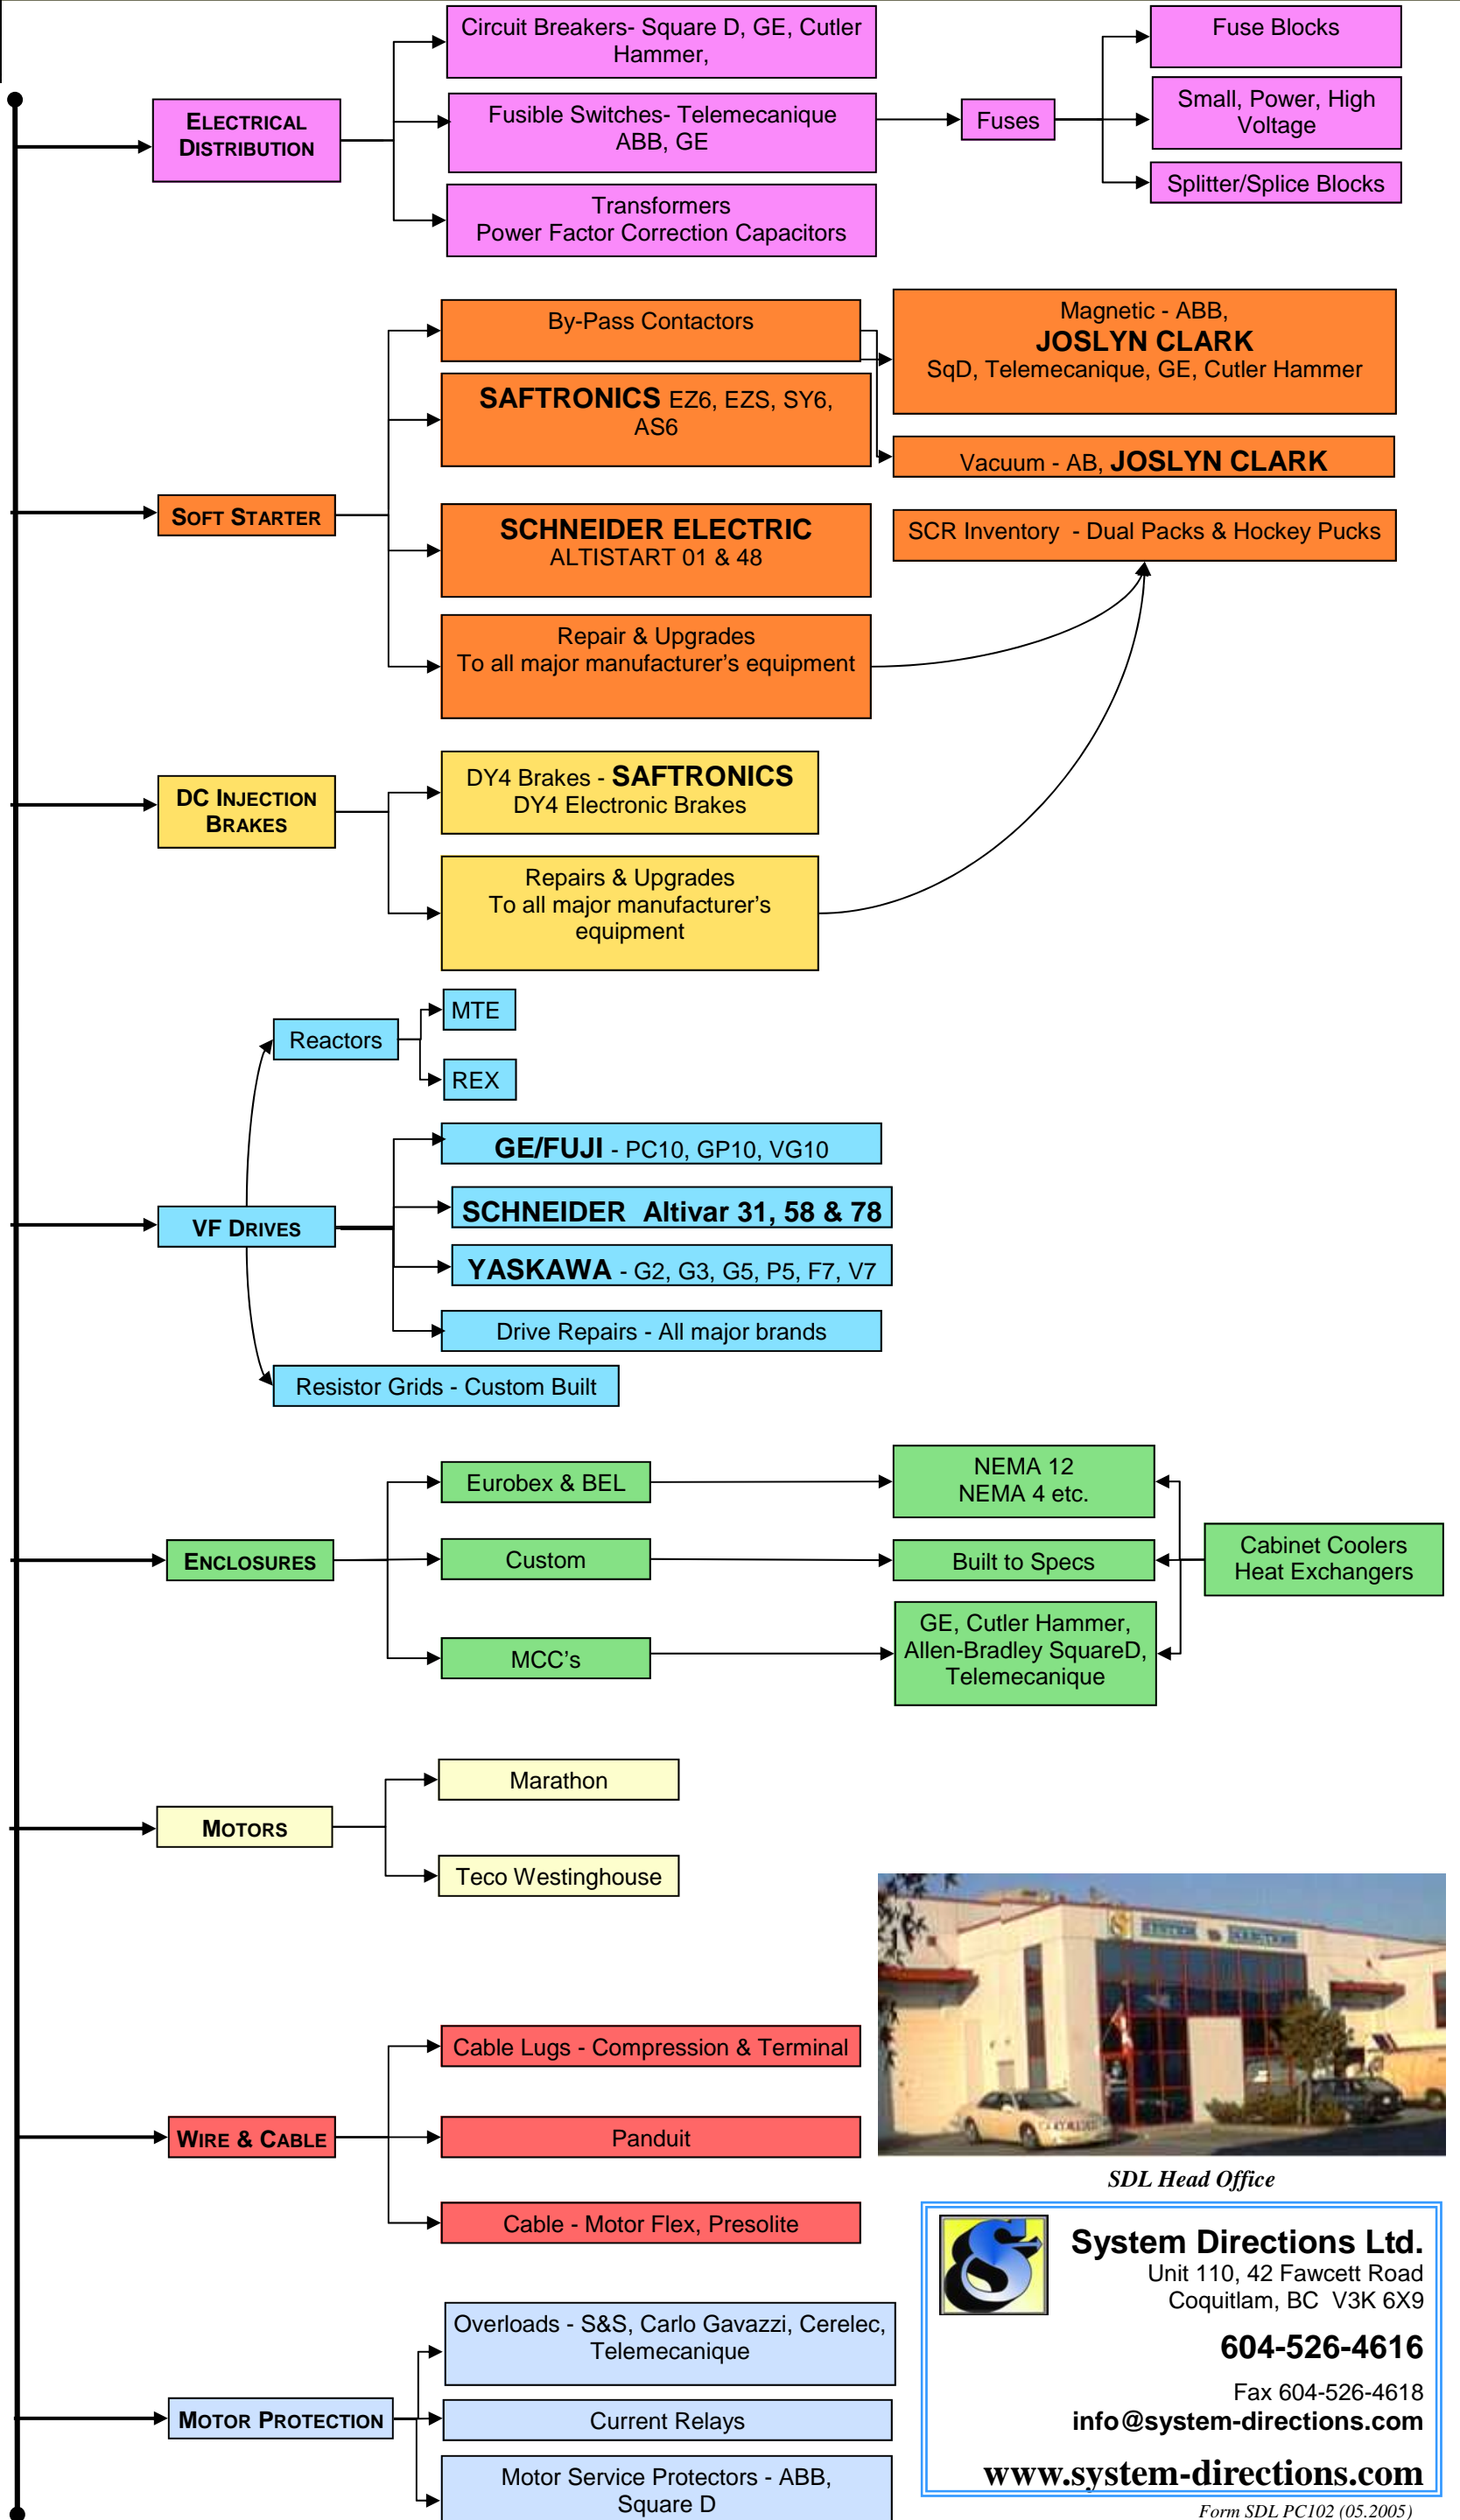 ELECTRICAL
DISTRIBUTION
Circuit Breakers- Square D, GE, Cutler
Hammer,
Fusible Switches- Telemecanique
ABB, GE
Transformers
Power Factor Correction Capacitors
Fuses
Fuse Blocks
Small, Power, High
Voltage
Splitter/Splice Blocks
SOFT STARTER
By-Pass Contactors
SAFTRONICS EZ6, EZS, SY6,
AS6
SCHNEIDER ELECTRIC
ALTISTART 01 & 48
Repair & Upgrades
To all major manufacturer's equipment
Magnetic - ABB,
JOSLYN CLARK
SqD, Telemecanique, GE, Cutler Hammer
Vacuum - AB, JOSLYN CLARK
SCR Inventory - Dual Packs & Hockey Pucks
DC INJECTION
BRAKES
DY4 Brakes - SAFTRONICS
DY4 Electronic Brakes
Repairs & Upgrades
To all major manufacturer's
equipment
Reactors
MTE
REX
VF DRIVES
GE/FUJI - PC10, GP10, VG10
SCHNEIDER Altivar 31, 58 & 78
YASKAWA - G2, G3, G5, P5, F7, V7
Drive Repairs - All major brands
Resistor Grids - Custom Built
ENCLOSURES
Eurobex & BEL
Custom
MCC's
NEMA 12
NEMA 4 etc.
Built to Specs
GE, Cutler Hammer,
Allen-Bradley SquareD,
Telemecanique
Cabinet Coolers
Heat Exchangers
MOTORS
Marathon
Teco Westinghouse
WIRE & CABLE
Cable Lugs - Compression & Terminal
Panduit
Cable - Motor Flex, Presolite
MOTOR PROTECTION
Overloads - S&S, Carlo Gavazzi, Cerelec,
Telemecanique
Current Relays
Motor Service Protectors - ABB,
Square D
SYSTEM DIRECTIONS
SDL Head Office
System Directions Ltd.
Unit 110, 42 Fawcett Road
Coquitlam, BC V3K 6X9
604-526-4616
Fax 604-526-4618
info@system-directions.com
www.system-directions.com
Form SDL PC102 (05.2005)